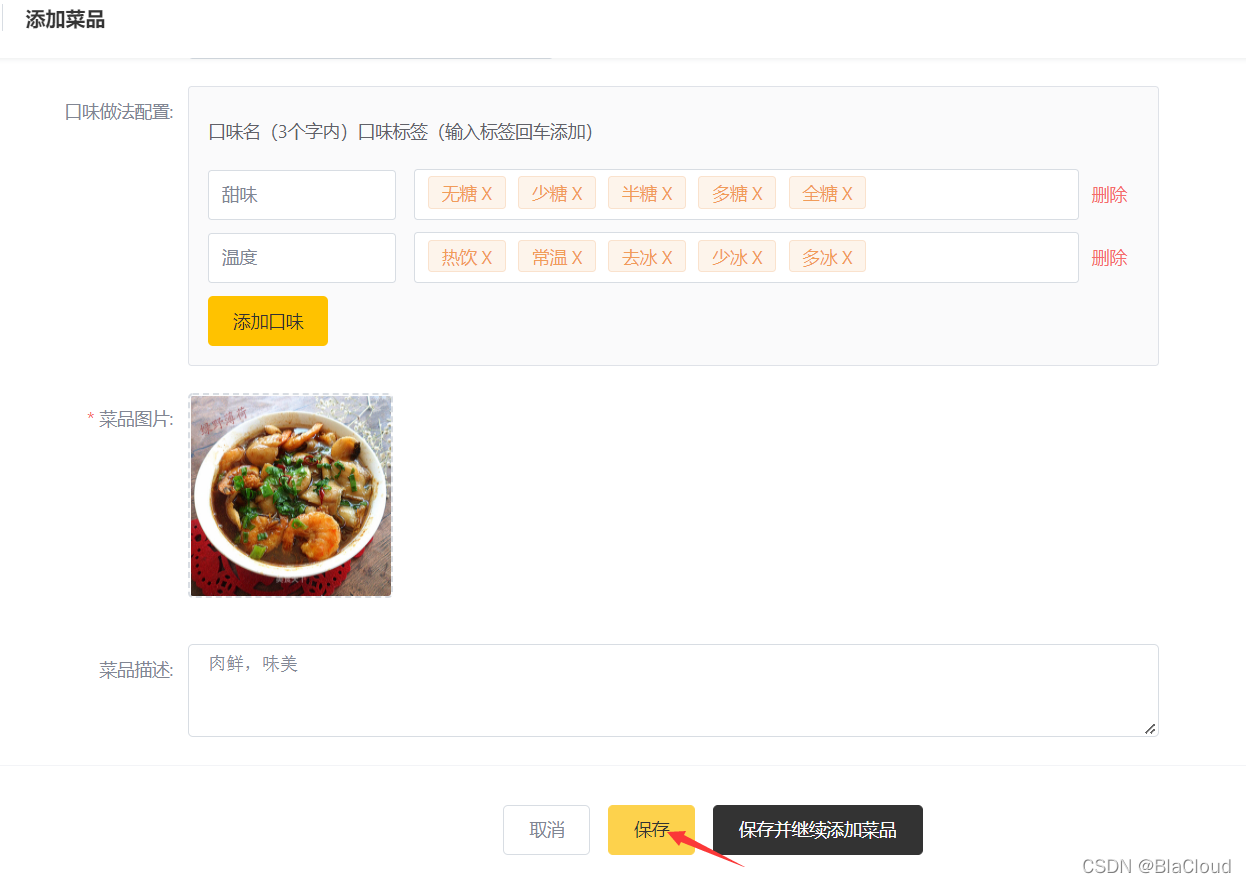 添加菜品
口味做法配置:
口味名（3个字内）口味标签（输入标签回车添加）
甜味 无糖 X 少糖 X 半糖 X 多糖 X 全糖 X 删除
温度 热饮 X 常温 X 去冰 X 少冰 X 多冰 X 删除
添加口味
* 菜品图片:
美食天下
菜品描述: 肉鲜，味美
取消 保存 保存并继续添加菜品
CSDN @BlaCloud